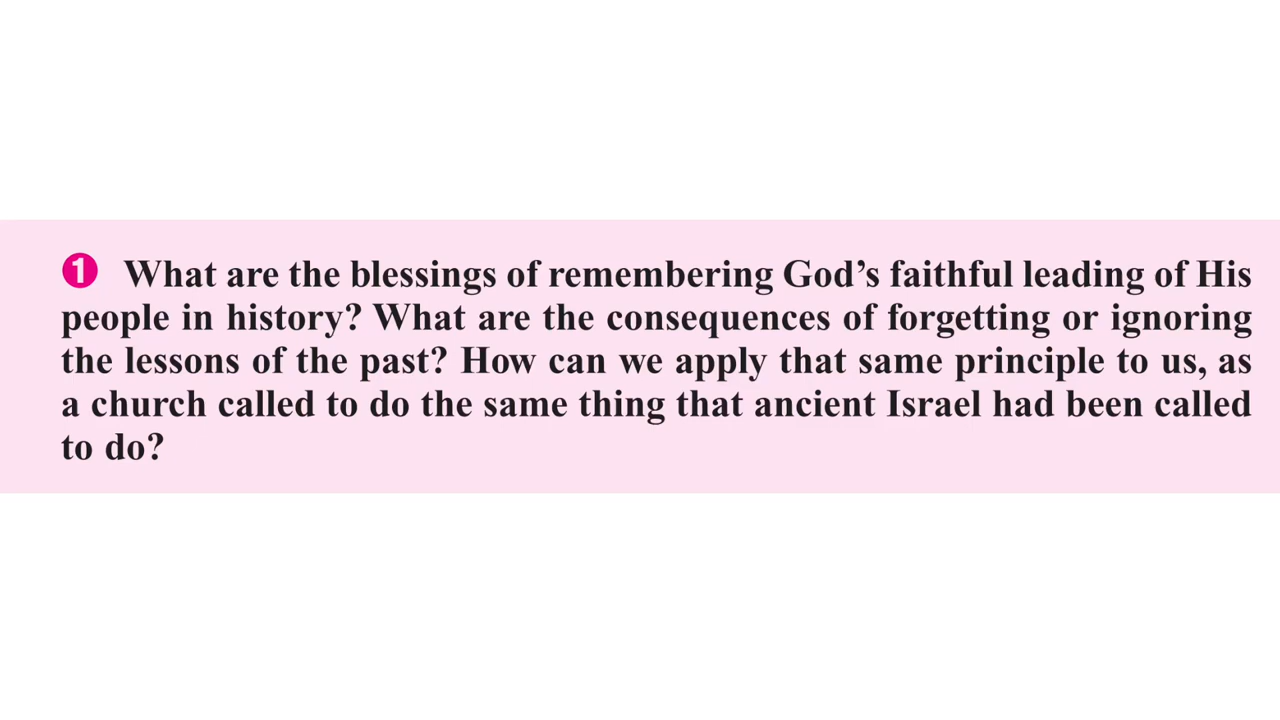 ❶ What are the blessings of remembering God’s faithful leading of His
people in history? What are the consequences of forgetting or ignoring
the lessons of the past? How can we apply that same principle to us, as
a church called to do the same thing that ancient Israel had been called
to do?